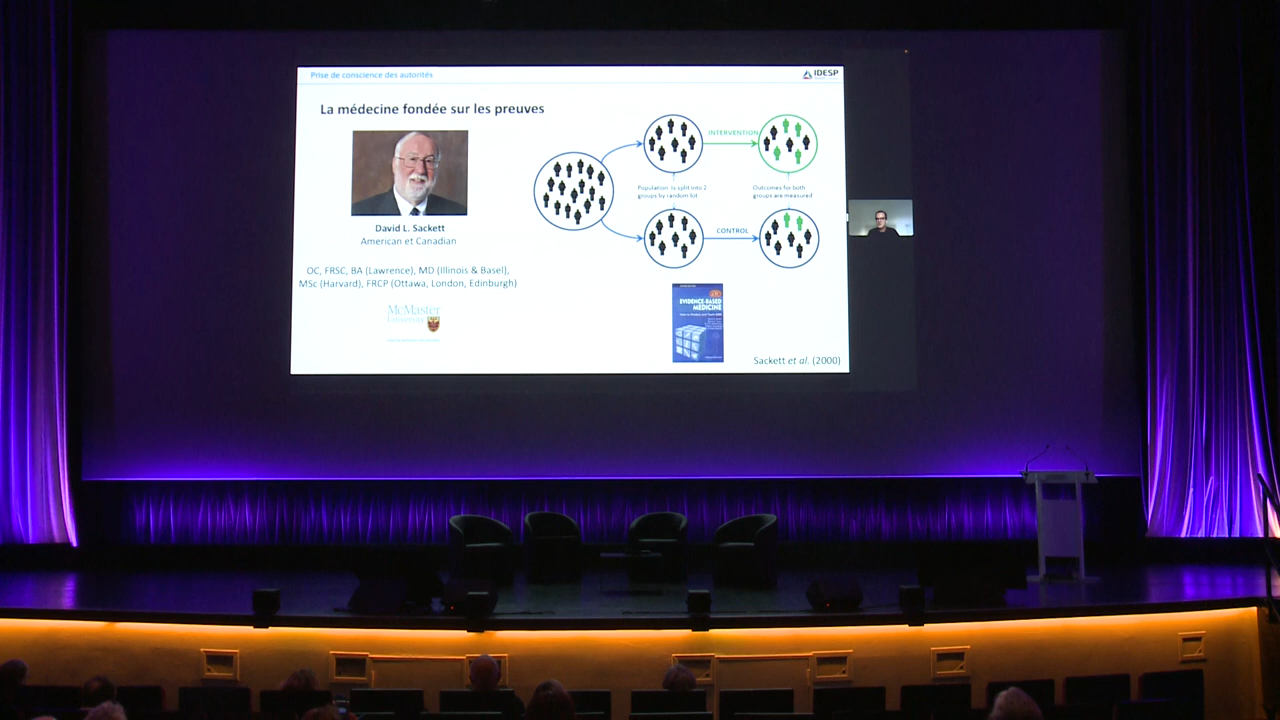 Prise de conscience des autorités
IDESP
La médecine fondée sur les preuves
INTERVENTION
Population is split into 2
groups by random lot
Outcomes for both
groups are measured
CONTROL
David L. Sackett
American et Canadian
OC, FRSC, BA (Lawrence), MD (Illinois & Basel),
MSc (Harvard), FRCP (Ottawa, London, Edinburgh)
McMaster
University
EVIDENCE-BASED
MEDICINE
Sackett et al. (2000)